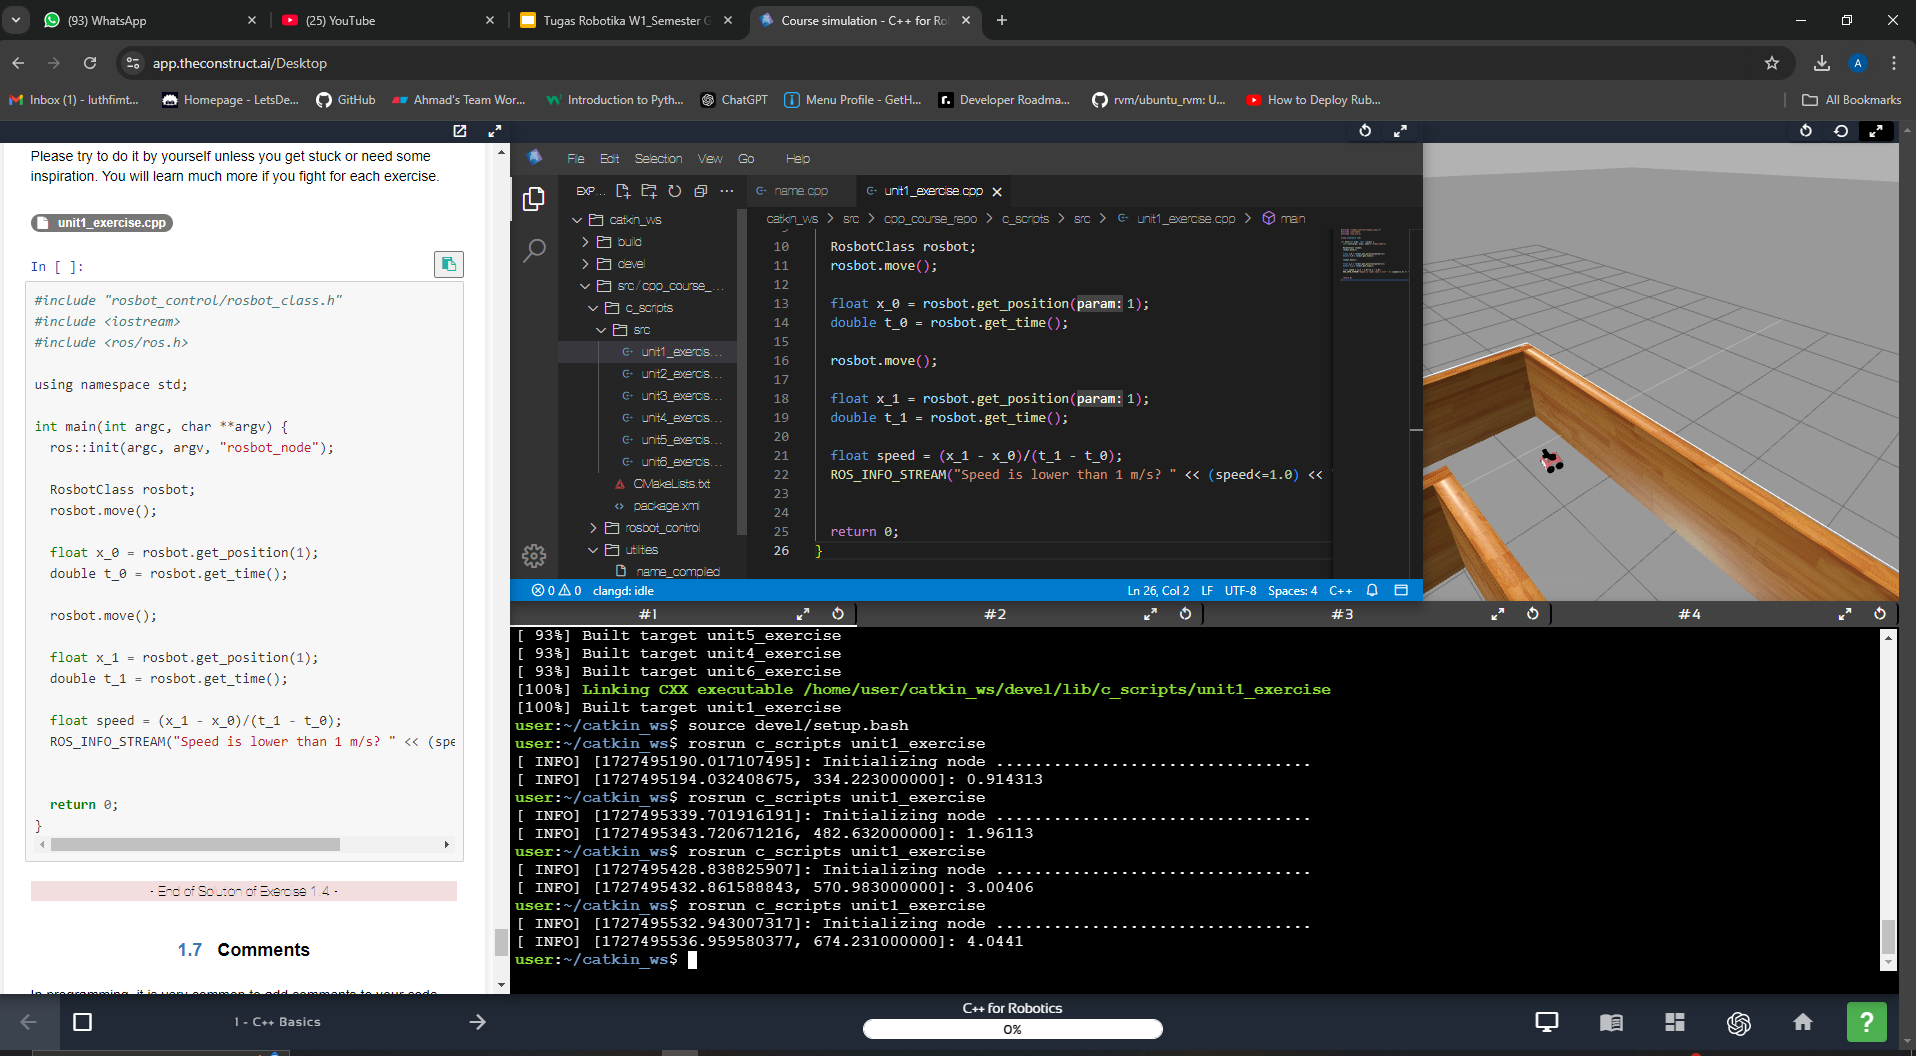 (93) WhatsApp
(25) YouTube
Tugas Robotika W1_Semester G
Course simulation - C++ for Ro
app.theconstruct.ai/Desktop
A
Inbox (1) - luthfimt...
Homepage - LetsDe...
GitHub
Ahmad's Team Wor...
Introduction to Pyth...
ChatGPT
Menu Profile - GetH...
Developer Roadma...
rvm/ubuntu_rvm: U...
How to Deploy Rub...
All Bookmarks
Please try to do it by yourself unless you get stuck or need some
inspiration. You will learn much more if you fight for each exercise.
unit1_exercise.cpp
In [ ]:
#include "rosbot_control/rosbot_class.h"
#include <iostream>
#include <ros/ros.h>
using namespace std;
int main(int argc, char **argv) {
ros::init(argc, argv, "rosbot_node");
RosbotClass rosbot;
rosbot.move();
float x_0 = rosbot.get_position(1);
double t_0 = rosbot.get_time();
rosbot.move();
float x_1 = rosbot.get_position(1);
double t_1 = rosbot.get_time();
float speed = (x_1 - x_0)/(t_1 - t_0);
ROS_INFO_STREAM("Speed is lower than 1 m/s? " << (spe
return 0;
}
- End of Solution of Exercise 1.4 -
1.7 Comments
In programming, it is very common to add comments to your code
File Edit Selection View Go Help
EXP...
catkin_ws
build
devel
src/cpp_course_...
c_scripts
src
unit1_exercis...
unit2_exercis...
unit3_exercis...
unit4_exercis...
unit5_exercis...
unit6_exercis...
CMakeLists.txt
package.xml
rosbot_control
utilities
name_compiled
name.cpp
unit1_exercise.cpp
catkin_ws > src > cpp_course_repo > c_scripts > src > unit1_exercise.cpp > main
10 RosbotClass rosbot;
11 rosbot.move();
12
13 float x_0 = rosbot.get_position(param: 1);
14 double t_0 = rosbot.get_time();
15
16 rosbot.move();
17
18 float x_1 = rosbot.get_position(param: 1);
19 double t_1 = rosbot.get_time();
20
21 float speed = (x_1 - x_0)/(t_1 - t_0);
22 ROS_INFO_STREAM("Speed is lower than 1 m/s? " << (speed<=1.0) <<
23
24
25 return 0;
26 }
0 0 clangd: idle
Ln 26, Col 2 LF UTF-8 Spaces: 4 C++
#1
#2
#3
#4
[ 93%] Built target unit5_exercise
[ 93%] Built target unit4_exercise
[ 93%] Built target unit6_exercise
[100%] Linking CXX executable /home/user/catkin_ws/devel/lib/c_scripts/unit1_exercise
[100%] Built target unit1_exercise
user:~/catkin_ws$ source devel/setup.bash
user:~/catkin_ws$ rosrun c_scripts unit1_exercise
[ INFO] [1727495190.017107495]: Initializing node .................................
[ INFO] [1727495194.032408675, 334.223000000]: 0.914313
user:~/catkin_ws$ rosrun c_scripts unit1_exercise
[ INFO] [1727495339.701916191]: Initializing node .................................
[ INFO] [1727495343.720671216, 482.632000000]: 1.96113
user:~/catkin_ws$ rosrun c_scripts unit1_exercise
[ INFO] [1727495428.838825907]: Initializing node .................................
[ INFO] [1727495432.861588843, 570.983000000]: 3.00406
user:~/catkin_ws$ rosrun c_scripts unit1_exercise
[ INFO] [1727495532.943007317]: Initializing node .................................
[ INFO] [1727495536.959580377, 674.231000000]: 4.0441
user:~/catkin_ws$
1 - C++ Basics
C++ for Robotics
0%
?